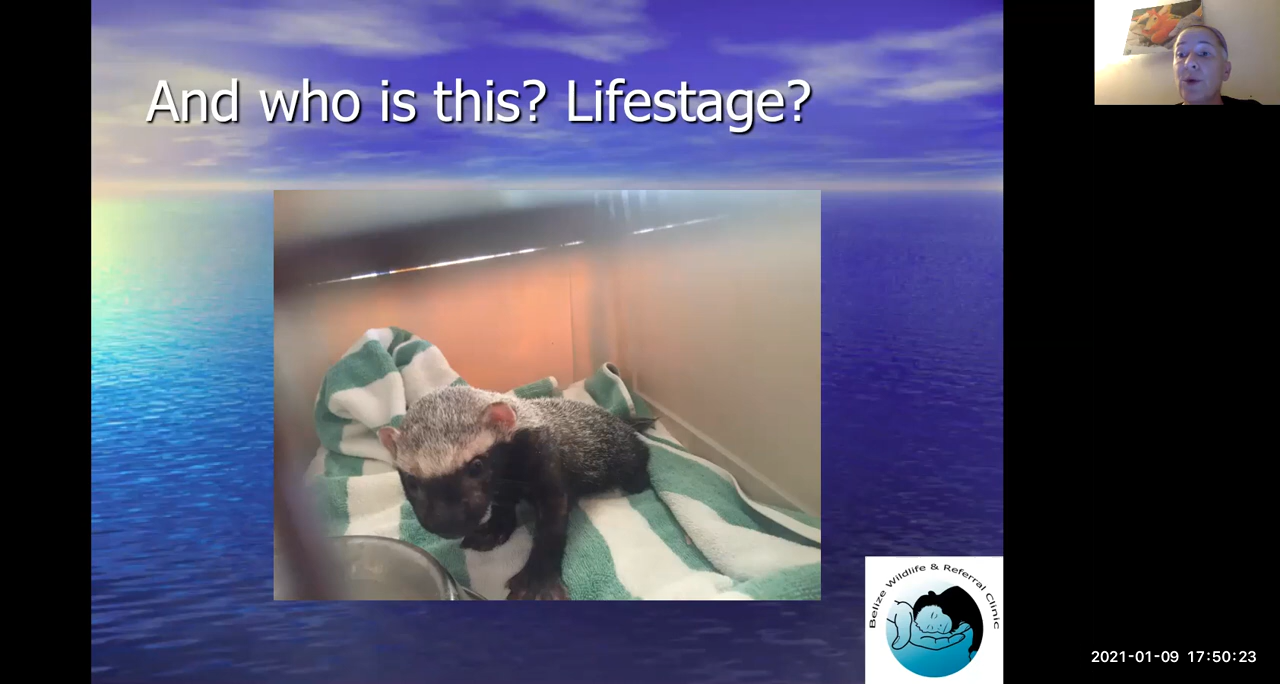 And who is this? Lifestage?
Belize Wildlife & Referral Clinic
2021-01-09 17:50:23